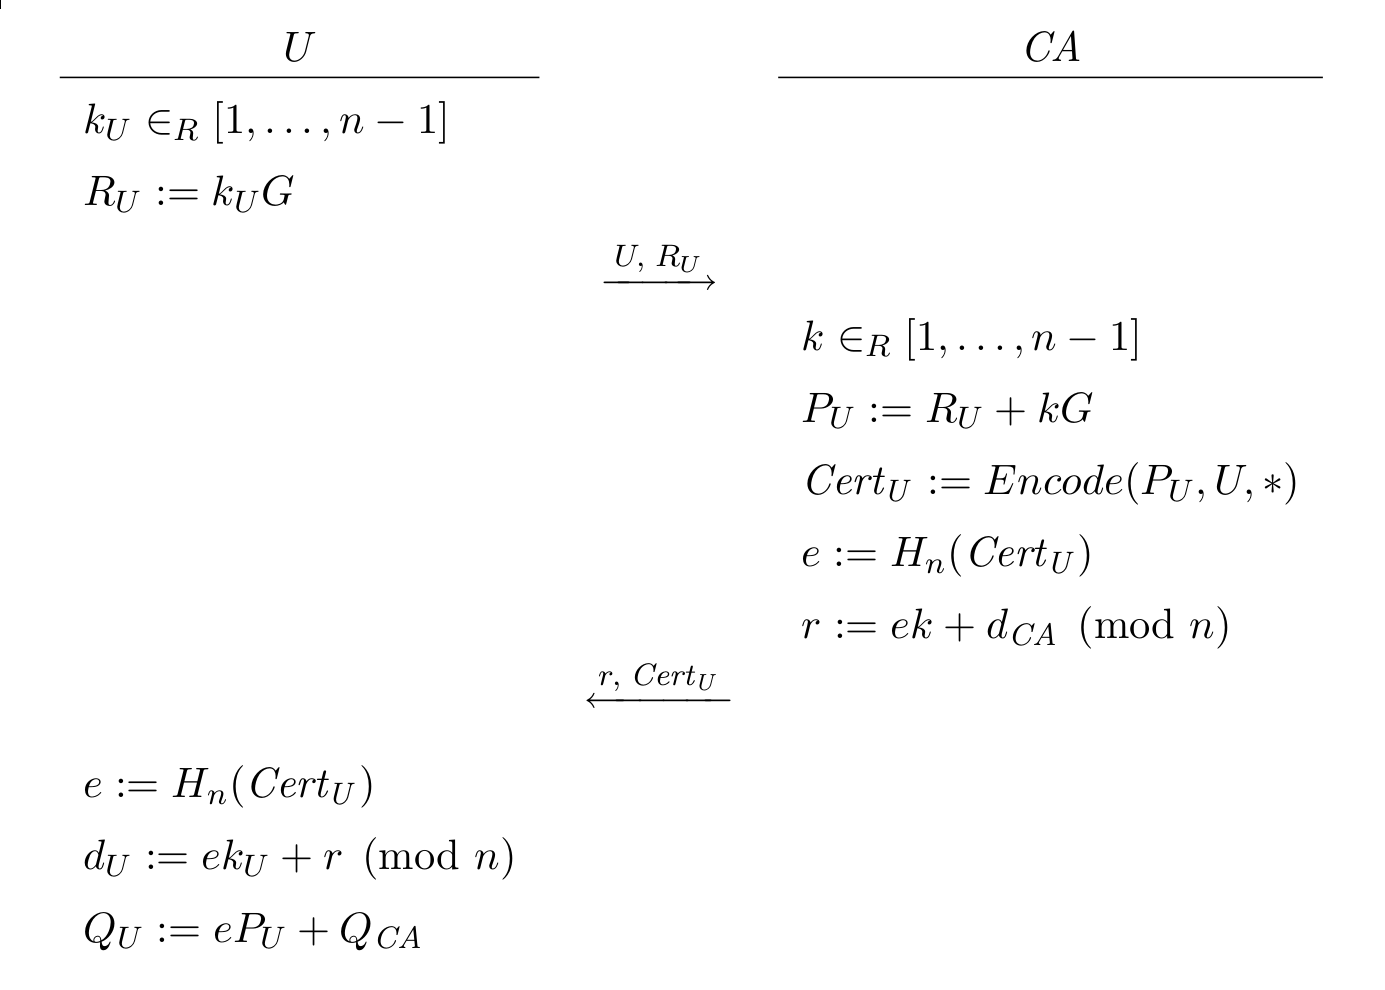 U CA
k_U ∈_R [1, . . . , n − 1]
R_U := k_U G
U, R_U
k ∈_R [1, . . . , n − 1]
P_U := R_U + kG
Cert_U := Encode(P_U, U, ∗)
e := H_n(Cert_U)
r := ek + d_CA (mod n)
r, Cert_U
e := H_n(Cert_U)
d_U := ek_U + r (mod n)
Q_U := eP_U + Q_CA